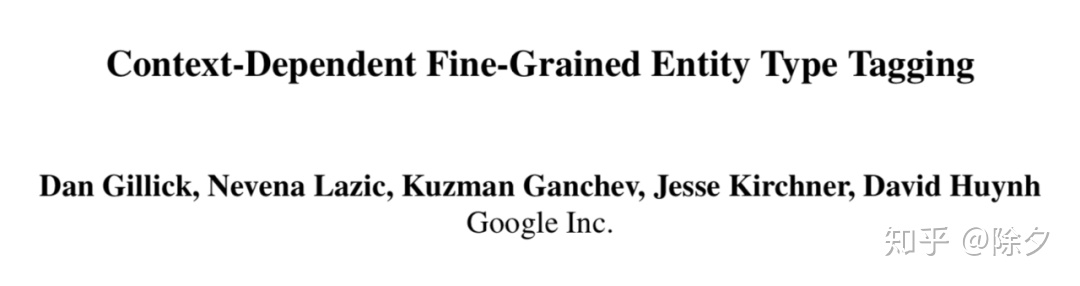 Context-Dependent Fine-Grained Entity Type Tagging
Dan Gillick, Nevena Lazic, Kuzman Ganchev, Jesse Kirchner, David Huynh
Google Inc.
知乎 @除夕